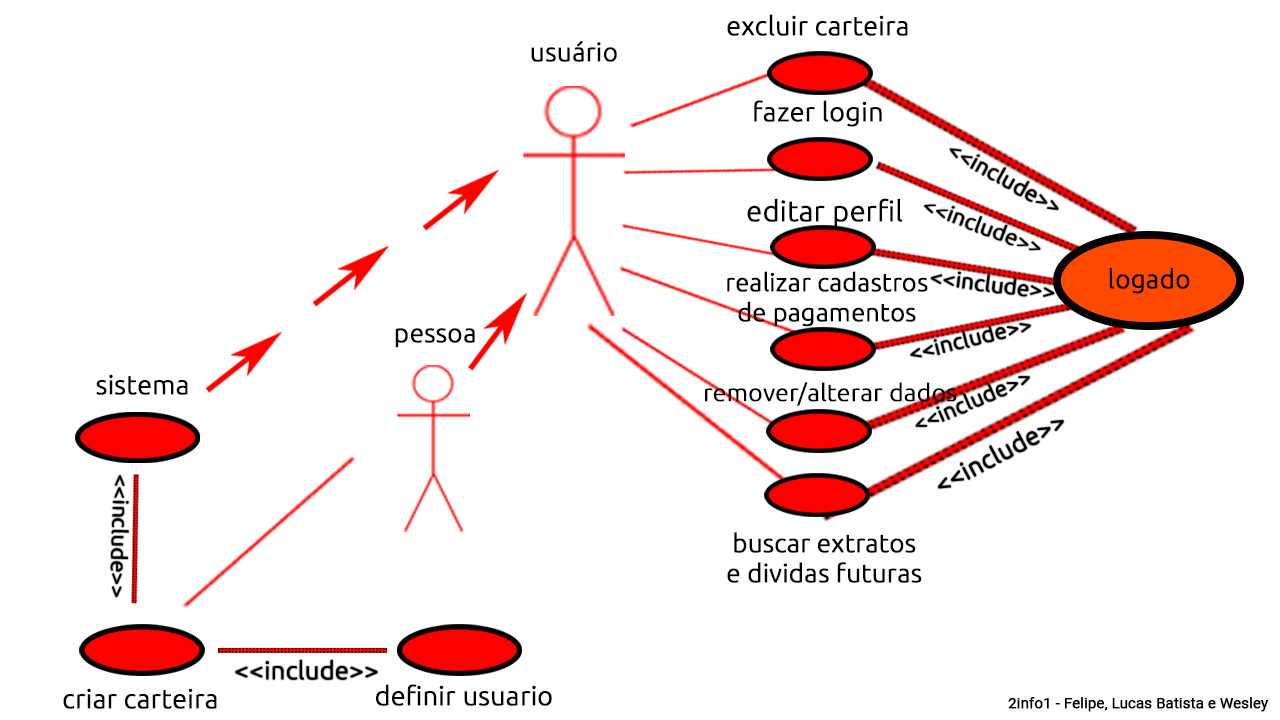 excluir carteira
usuário
fazer login
<<include>>
<<include>>
editar perfil
<<include>>
logado
realizar cadastros
de pagamentos
<<include>>
pessoa
sistema
remover/alterar dados
<<include>>
<<include>>
<<include>>
buscar extratos
e dividas futuras
<<include>>
criar carteira
definir usuario
2info1 - Felipe, Lucas Batista e Wesley